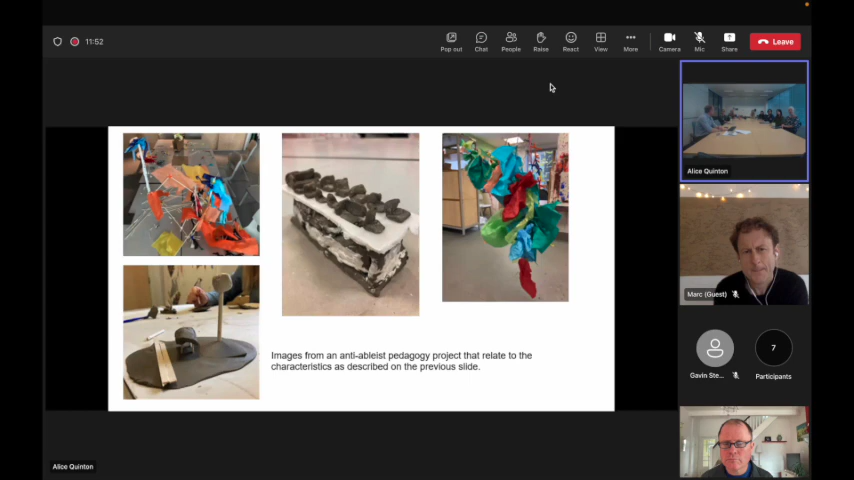 11:52
Pop out
Chat
People
Raise
React
View
More
Camera
Mic
Share
Leave
Alice Quinton
Marc (Guest)
Gavin Ste...
7
Participants
Images from an anti-ableist pedagogy project that relate to the
characteristics as described on the previous slide.
Alice Quinton